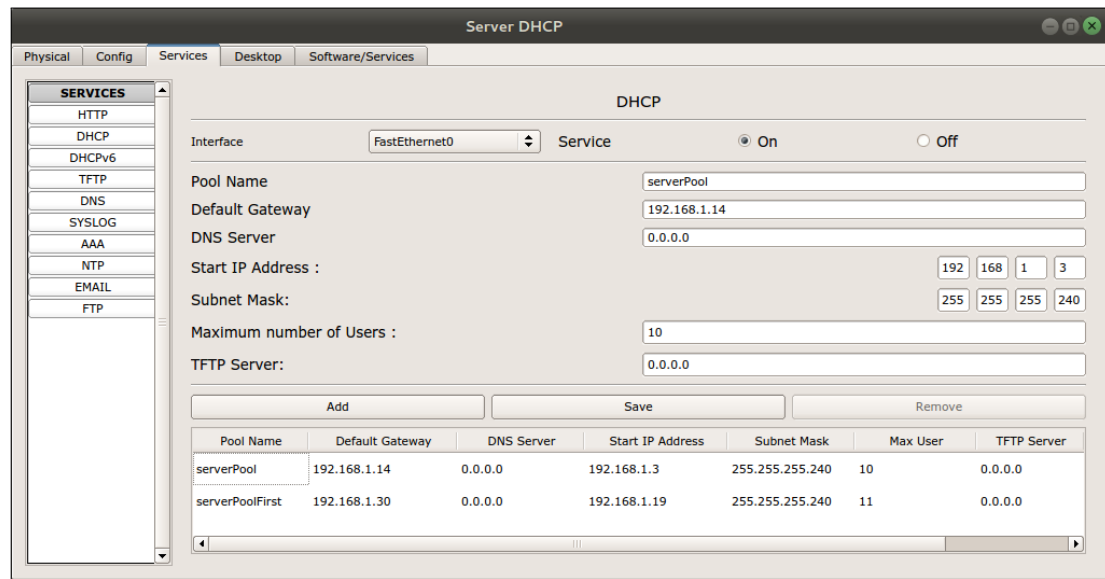 Server DHCP
Physical Config Services Desktop Software/Services
SERVICES
HTTP
DHCP
DHCPv6
TFTP
DNS
SYSLOG
AAA
NTP
EMAIL
FTP
DHCP
Interface FastEthernet0 Service On Off
Pool Name serverPool
Default Gateway 192.168.1.14
DNS Server 0.0.0.0
Start IP Address : 192 168 1 3
Subnet Mask: 255 255 255 240
Maximum number of Users : 10
TFTP Server: 0.0.0.0
Add Save Remove
Pool Name Default Gateway DNS Server Start IP Address Subnet Mask Max User TFTP Server
serverPool 192.168.1.14 0.0.0.0 192.168.1.3 255.255.255.240 10 0.0.0.0
serverPoolFirst 192.168.1.30 0.0.0.0 192.168.1.19 255.255.255.240 11 0.0.0.0